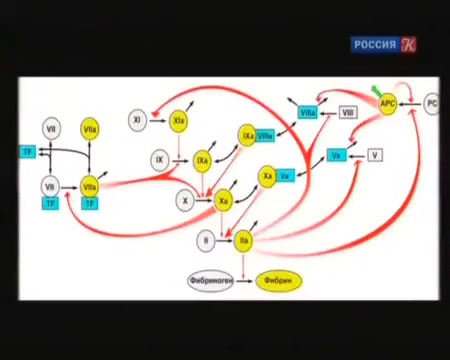 РОССИЯ К
XI
XIa
VIIIa
VIII
APC
PC
VII
VIIa
IXa
VIIIa
TF
IX
IXa
Va
V
Xa
Va
VII
VIIa
TF
TF
X
Xa
II
IIa
Фибриноген
Фибрин